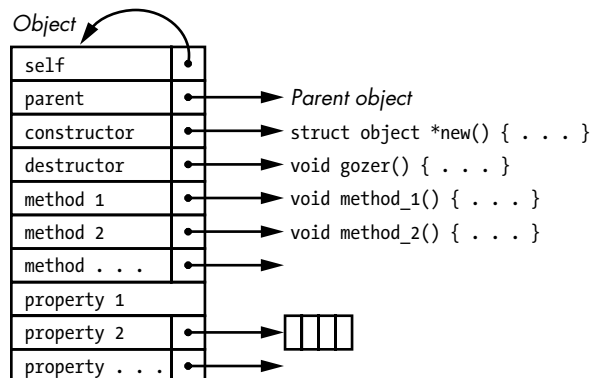 Object
self
parent Parent object
constructor struct object *new() { . . . }
destructor void gozer() { . . . }
method 1 void method_1() { . . . }
method 2 void method_2() { . . . }
method . . .
property 1
property 2
property . . .